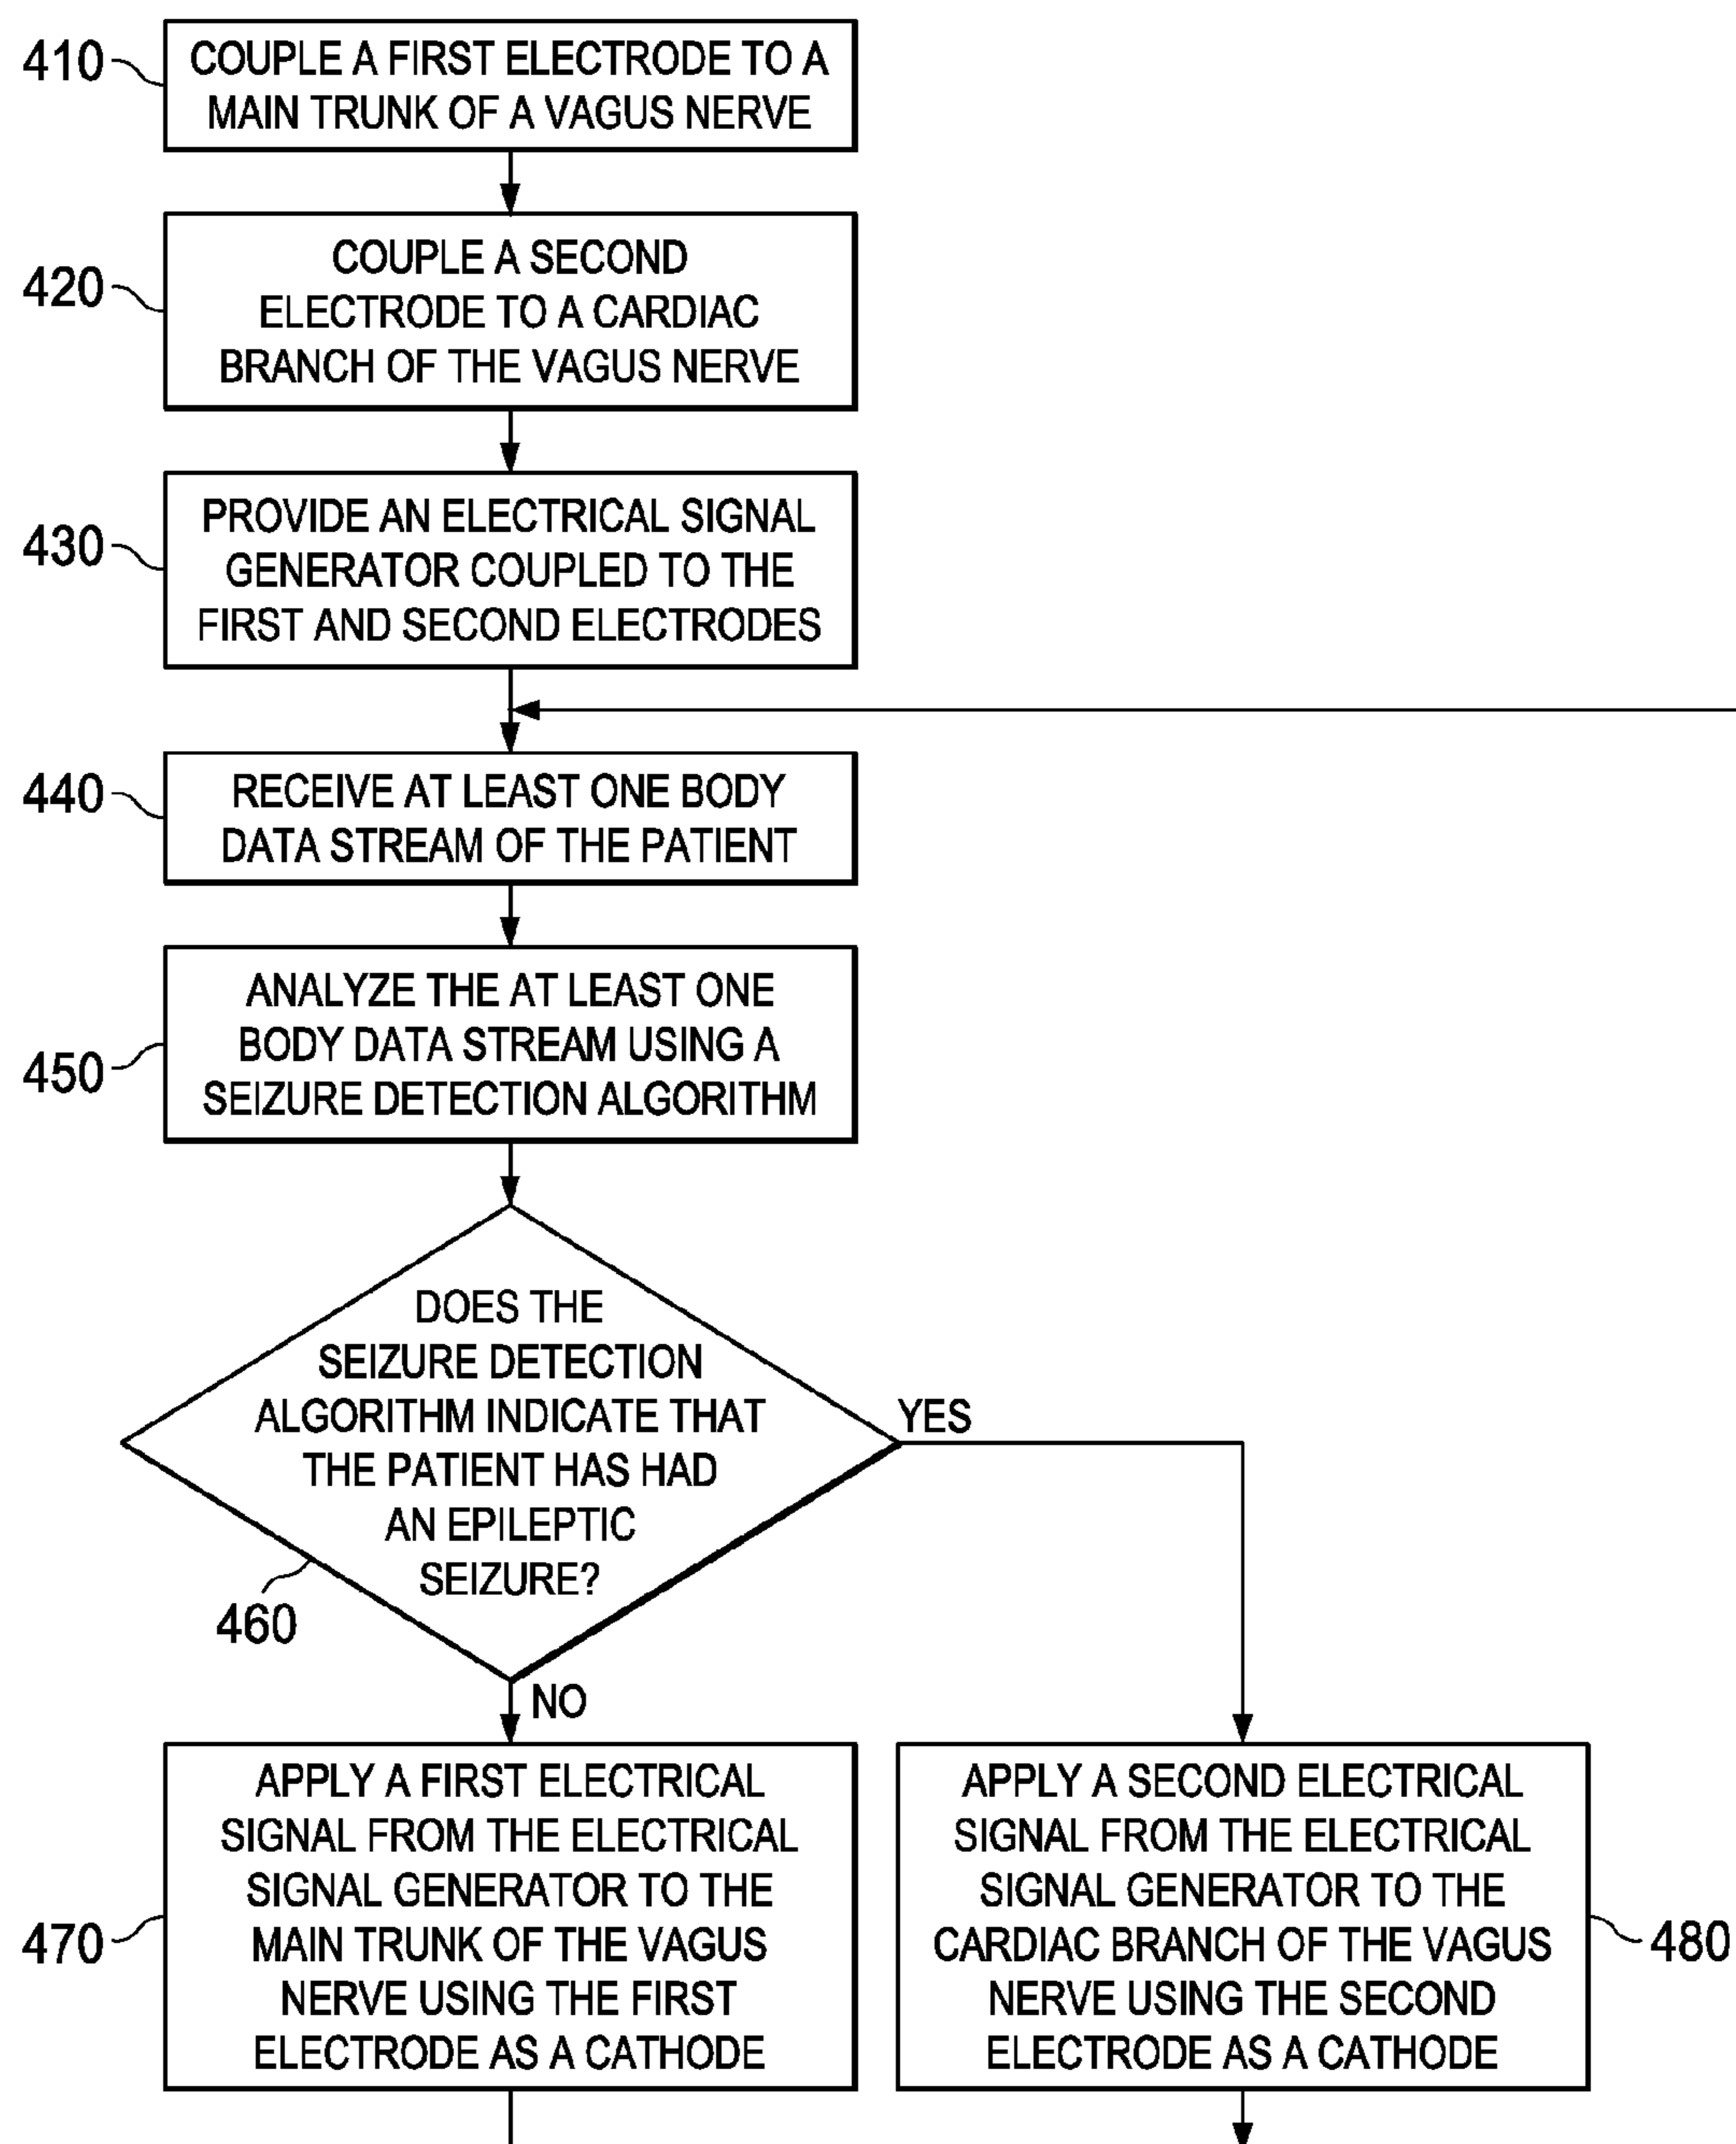 410
COUPLE A FIRST ELECTRODE TO A
MAIN TRUNK OF A VAGUS NERVE
420
COUPLE A SECOND
ELECTRODE TO A CARDIAC
BRANCH OF THE VAGUS NERVE
430
PROVIDE AN ELECTRICAL SIGNAL
GENERATOR COUPLED TO THE
FIRST AND SECOND ELECTRODES
440
RECEIVE AT LEAST ONE BODY
DATA STREAM OF THE PATIENT
450
ANALYZE THE AT LEAST ONE
BODY DATA STREAM USING A
SEIZURE DETECTION ALGORITHM
DOES THE
SEIZURE DETECTION
ALGORITHM INDICATE THAT
THE PATIENT HAS HAD
AN EPILEPTIC
SEIZURE?
460
YES
NO
470
APPLY A FIRST ELECTRICAL
SIGNAL FROM THE ELECTRICAL
SIGNAL GENERATOR TO THE
MAIN TRUNK OF THE VAGUS
NERVE USING THE FIRST
ELECTRODE AS A CATHODE
APPLY A SECOND ELECTRICAL
SIGNAL FROM THE ELECTRICAL
SIGNAL GENERATOR TO THE
CARDIAC BRANCH OF THE VAGUS
NERVE USING THE SECOND
ELECTRODE AS A CATHODE
480